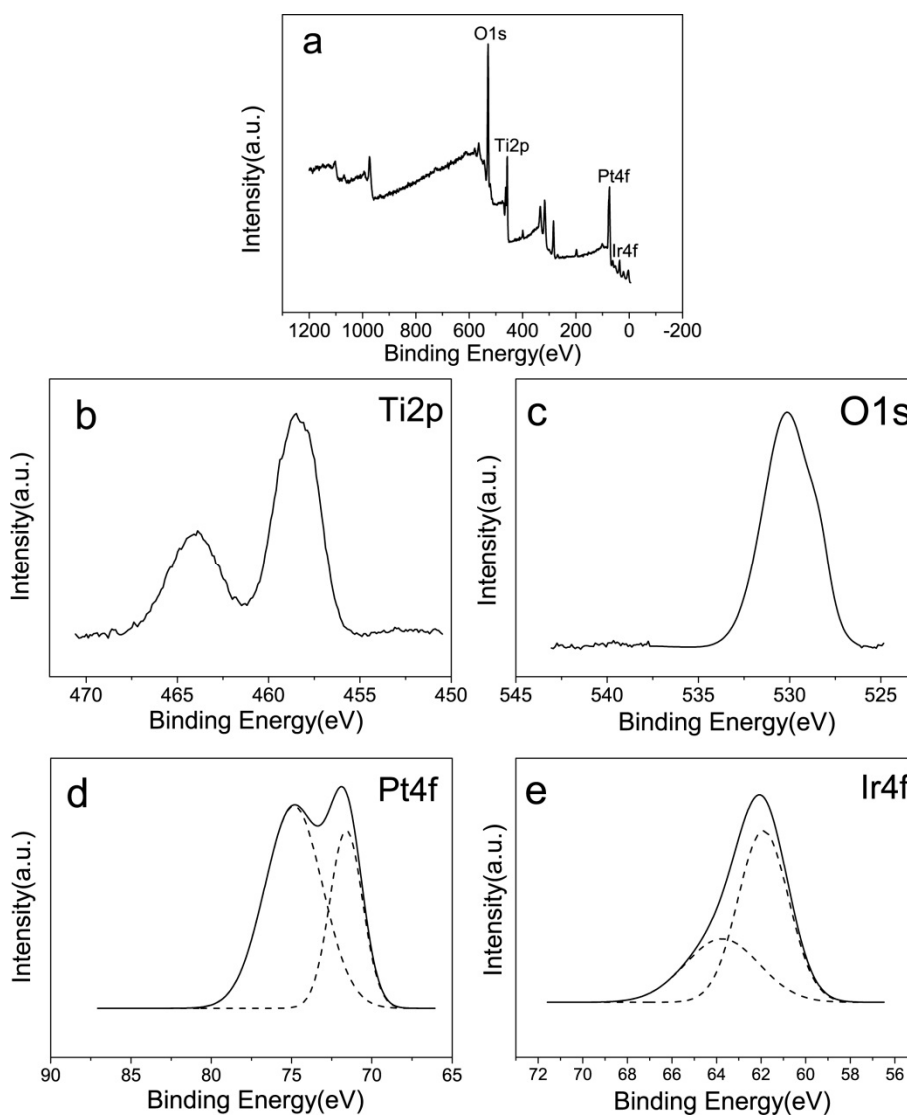 a
O1s
Ti2p
Pt4f
Ir4f
Intensity(a.u.)
1200 1000 800 600 400 200 0 -200
Binding Energy(eV)
b
Ti2p
Intensity(a.u.)
470 465 460 455 450
Binding Energy(eV)
c
O1s
Intensity(a.u.)
545 540 535 530 525
Binding Energy(eV)
d
Pt4f
Intensity(a.u.)
90 85 80 75 70 65
Binding Energy(eV)
e
Ir4f
Intensity(a.u.)
72 70 68 66 64 62 60 58 56
Binding Energy(eV)